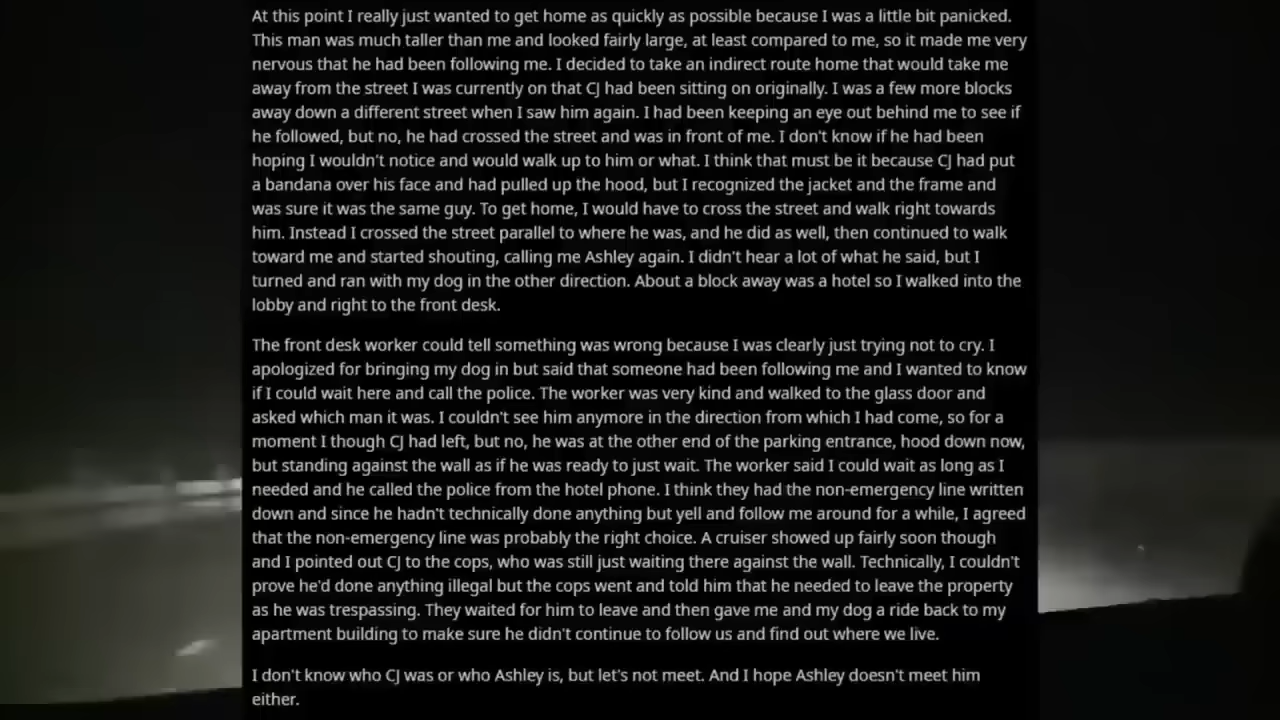 At this point I really just wanted to get home as quickly as possible because I was a little bit panicked.
This man was much taller than me and looked fairly large, at least compared to me, so it made me very
nervous that he had been following me. I decided to take an indirect route home that would take me
away from the street I was currently on that CJ had been sitting on originally. I was a few more blocks
away down a different street when I saw him again. I had been keeping an eye out behind me to see if
he followed, but no, he had crossed the street and was in front of me. I don't know if he had been
hoping I wouldn't notice and would walk up to him or what. I think that must be it because CJ had put
a bandana over his face and had pulled up the hood, but I recognized the jacket and the frame and
was sure it was the same guy. To get home, I would have to cross the street and walk right towards
him. Instead I crossed the street parallel to where he was, and he did as well, then continued to walk
toward me and started shouting, calling me Ashley again. I didn't hear a lot of what he said, but I
turned and ran with my dog in the other direction. About a block away was a hotel so I walked into the
lobby and right to the front desk.
The front desk worker could tell something was wrong because I was clearly just trying not to cry. I
apologized for bringing my dog in but said that someone had been following me and I wanted to know
if I could wait here and call the police. The worker was very kind and walked to the glass door and
asked which man it was. I couldn't see him anymore in the direction from which I had come, so for a
moment I though CJ had left, but no, he was at the other end of the parking entrance, hood down now,
but standing against the wall as if he was ready to just wait. The worker said I could wait as long as I
needed and he called the police from the hotel phone. I think they had the non-emergency line written
down and since he hadn't technically done anything but yell and follow me around for a while, I agreed
that the non-emergency line was probably the right choice. A cruiser showed up fairly soon though
and I pointed out CJ to the cops, who was still just waiting there against the wall. Technically, I couldn't
prove he'd done anything illegal but the cops went and told him that he needed to leave the property
as he was trespassing. They waited for him to leave and then gave me and my dog a ride back to my
apartment building to make sure he didn't continue to follow us and find out where we live.
I don't know who CJ was or who Ashley is, but let's not meet. And I hope Ashley doesn't meet him
either.